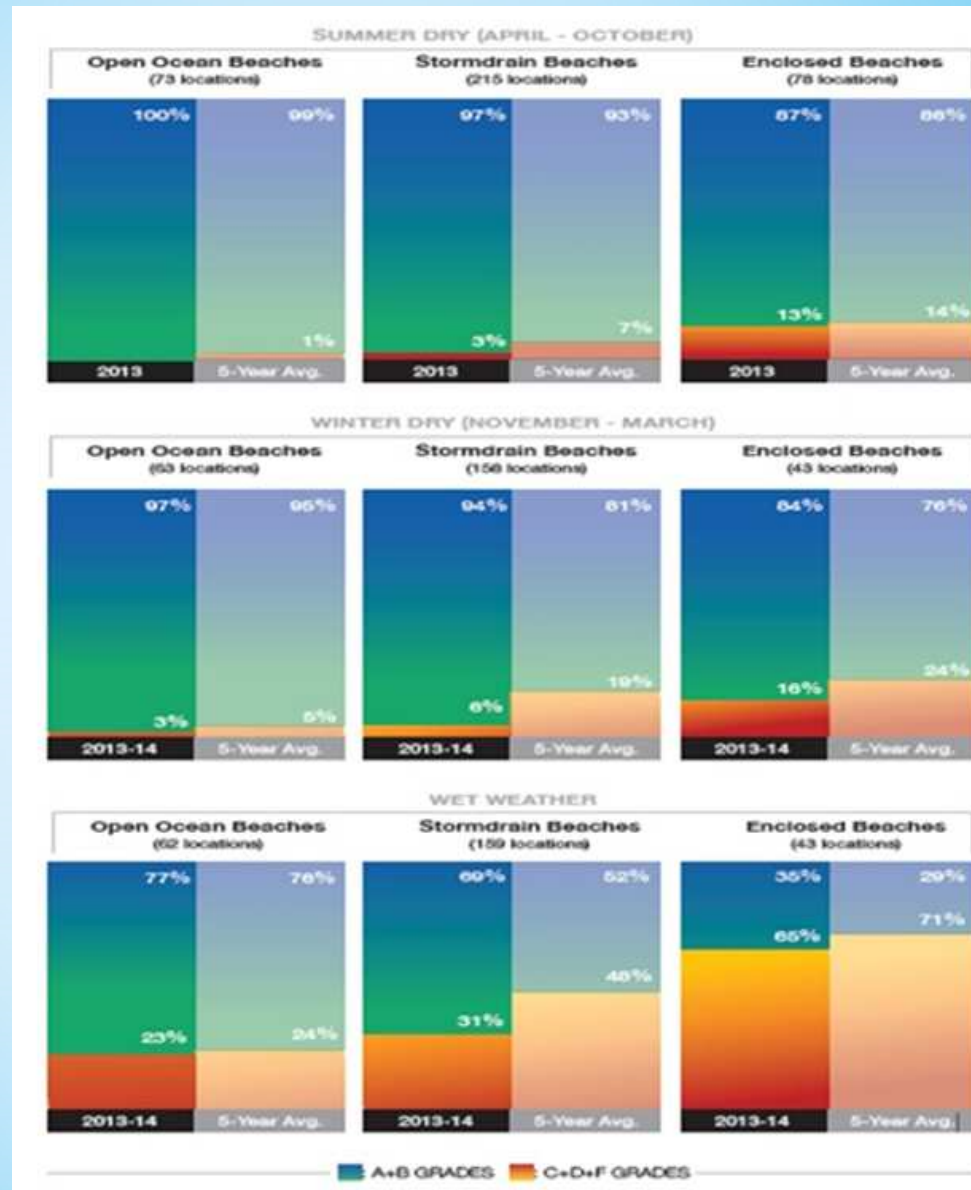 SUMMER DRY (APRIL - OCTOBER)
Open Ocean Beaches Stormdrain Beaches Enclosed Beaches
(73 locations) (215 locations) (78 locations)
100% 99% 97% 93% 87% 86%
1% 3% 7% 13% 14%
2013 5-Year Avg. 2013 5-Year Avg. 2013 5-Year Avg.
WINTER DRY (NOVEMBER - MARCH)
Open Ocean Beaches Stormdrain Beaches Enclosed Beaches
(63 locations) (158 locations) (43 locations)
97% 95% 94% 81% 84% 76%
3% 5% 6% 19% 16% 24%
2013-14 5-Year Avg. 2013-14 5-Year Avg. 2013-14 5-Year Avg.
WET WEATHER
Open Ocean Beaches Stormdrain Beaches Enclosed Beaches
(62 locations) (159 locations) (43 locations)
77% 76% 69% 52% 35% 29%
23% 24% 31% 48% 65% 71%
2013-14 5-Year Avg. 2013-14 5-Year Avg. 2013-14 5-Year Avg.
A+B GRADES C+D+F GRADES